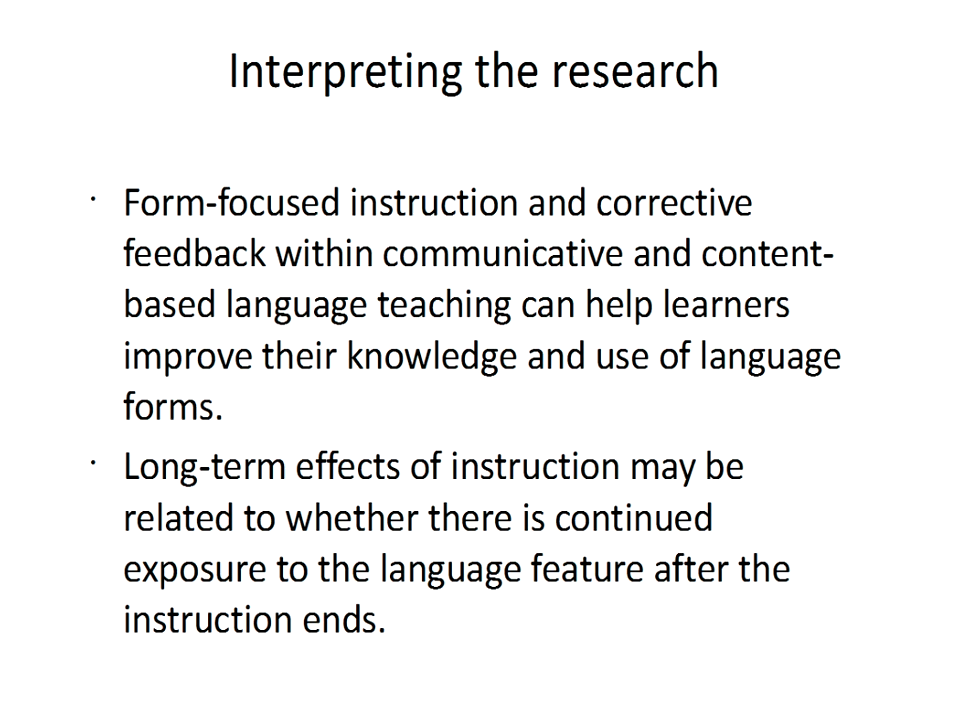 Interpreting the research
· Form-focused instruction and corrective
feedback within communicative and content-
based language teaching can help learners
improve their knowledge and use of language
forms.
· Long-term effects of instruction may be
related to whether there is continued
exposure to the language feature after the
instruction ends.